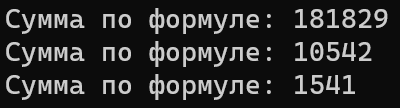 Сумма по формуле: 181829
Сумма по формуле: 10542
Сумма по формуле: 1541